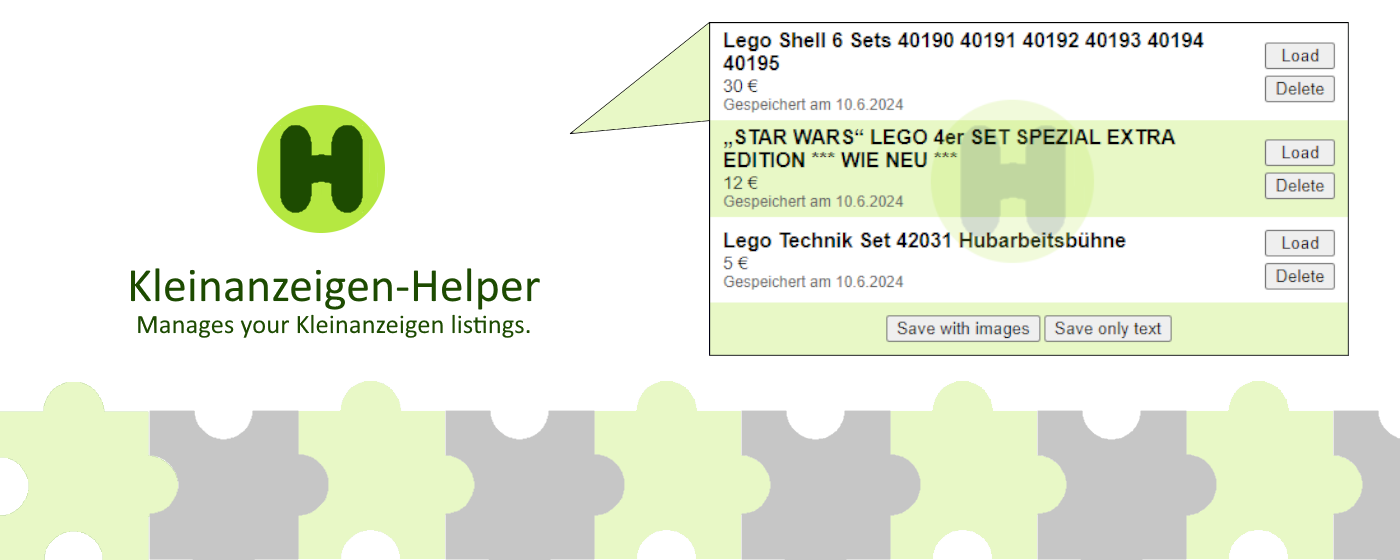 H
Kleinanzeigen-Helper
Manages your Kleinanzeigen listings.
Lego Shell 6 Sets 40190 40191 40192 40193 40194
40195
30 €
Gespeichert am 10.6.2024
Load
Delete
„STAR WARS“ LEGO 4er SET SPEZIAL EXTRA
EDITION *** WIE NEU ***
12 €
Gespeichert am 10.6.2024
Load
Delete
Lego Technik Set 42031 Hubarbeitsbühne
5 €
Gespeichert am 10.6.2024
Load
Delete
H
Save with images Save only text